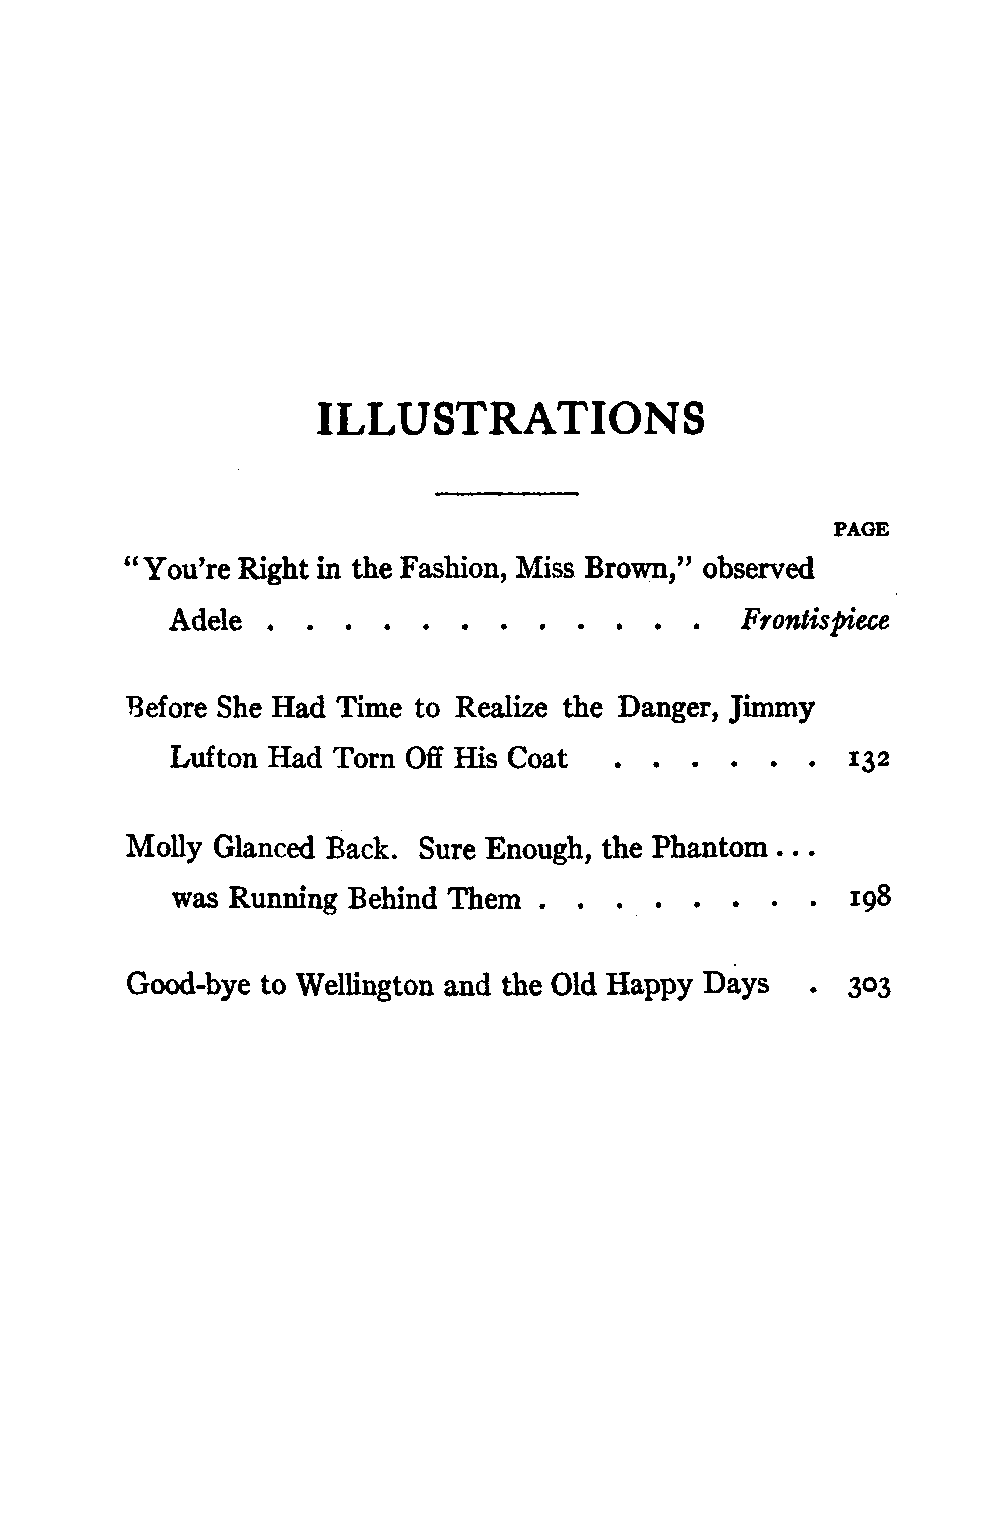 ILLUSTRATIONS
PAGE
"You're Right in the Fashion, Miss Brown," observed
Adele . . . . . . . . . . . . Frontispiece
Before She Had Time to Realize the Danger, Jimmy
Lufton Had Torn Off His Coat . . . . . . 132
Molly Glanced Back. Sure Enough, the Phantom ...
was Running Behind Them . . . . . . . . 198
Good-bye to Wellington and the Old Happy Days . 303